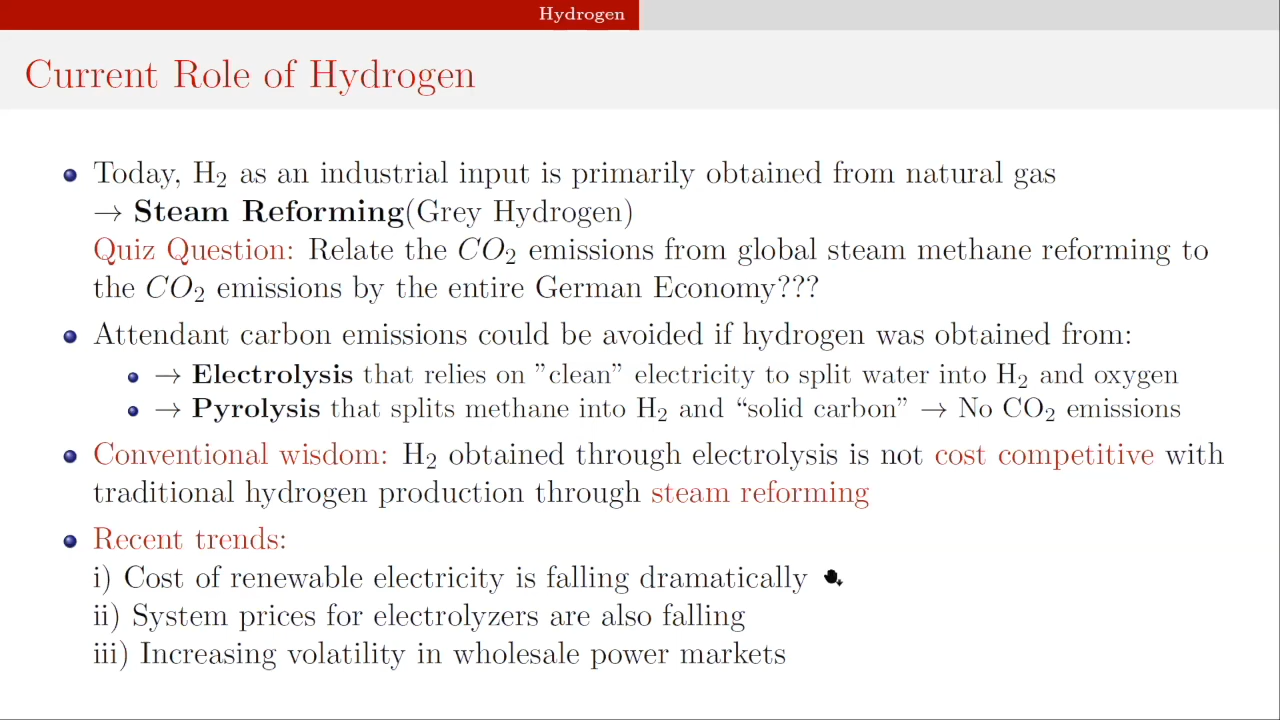 Hydrogen
Current Role of Hydrogen
Today, H₂ as an industrial input is primarily obtained from natural gas
→ Steam Reforming(Grey Hydrogen)
Quiz Question: Relate the CO₂ emissions from global steam methane reforming to
the CO₂ emissions by the entire German Economy???
Attendant carbon emissions could be avoided if hydrogen was obtained from:
→ Electrolysis that relies on ”clean” electricity to split water into H₂ and oxygen
→ Pyrolysis that splits methane into H₂ and “solid carbon” → No CO₂ emissions
Conventional wisdom: H₂ obtained through electrolysis is not cost competitive with
traditional hydrogen production through steam reforming
Recent trends:
i) Cost of renewable electricity is falling dramatically
ii) System prices for electrolyzers are also falling
iii) Increasing volatility in wholesale power markets